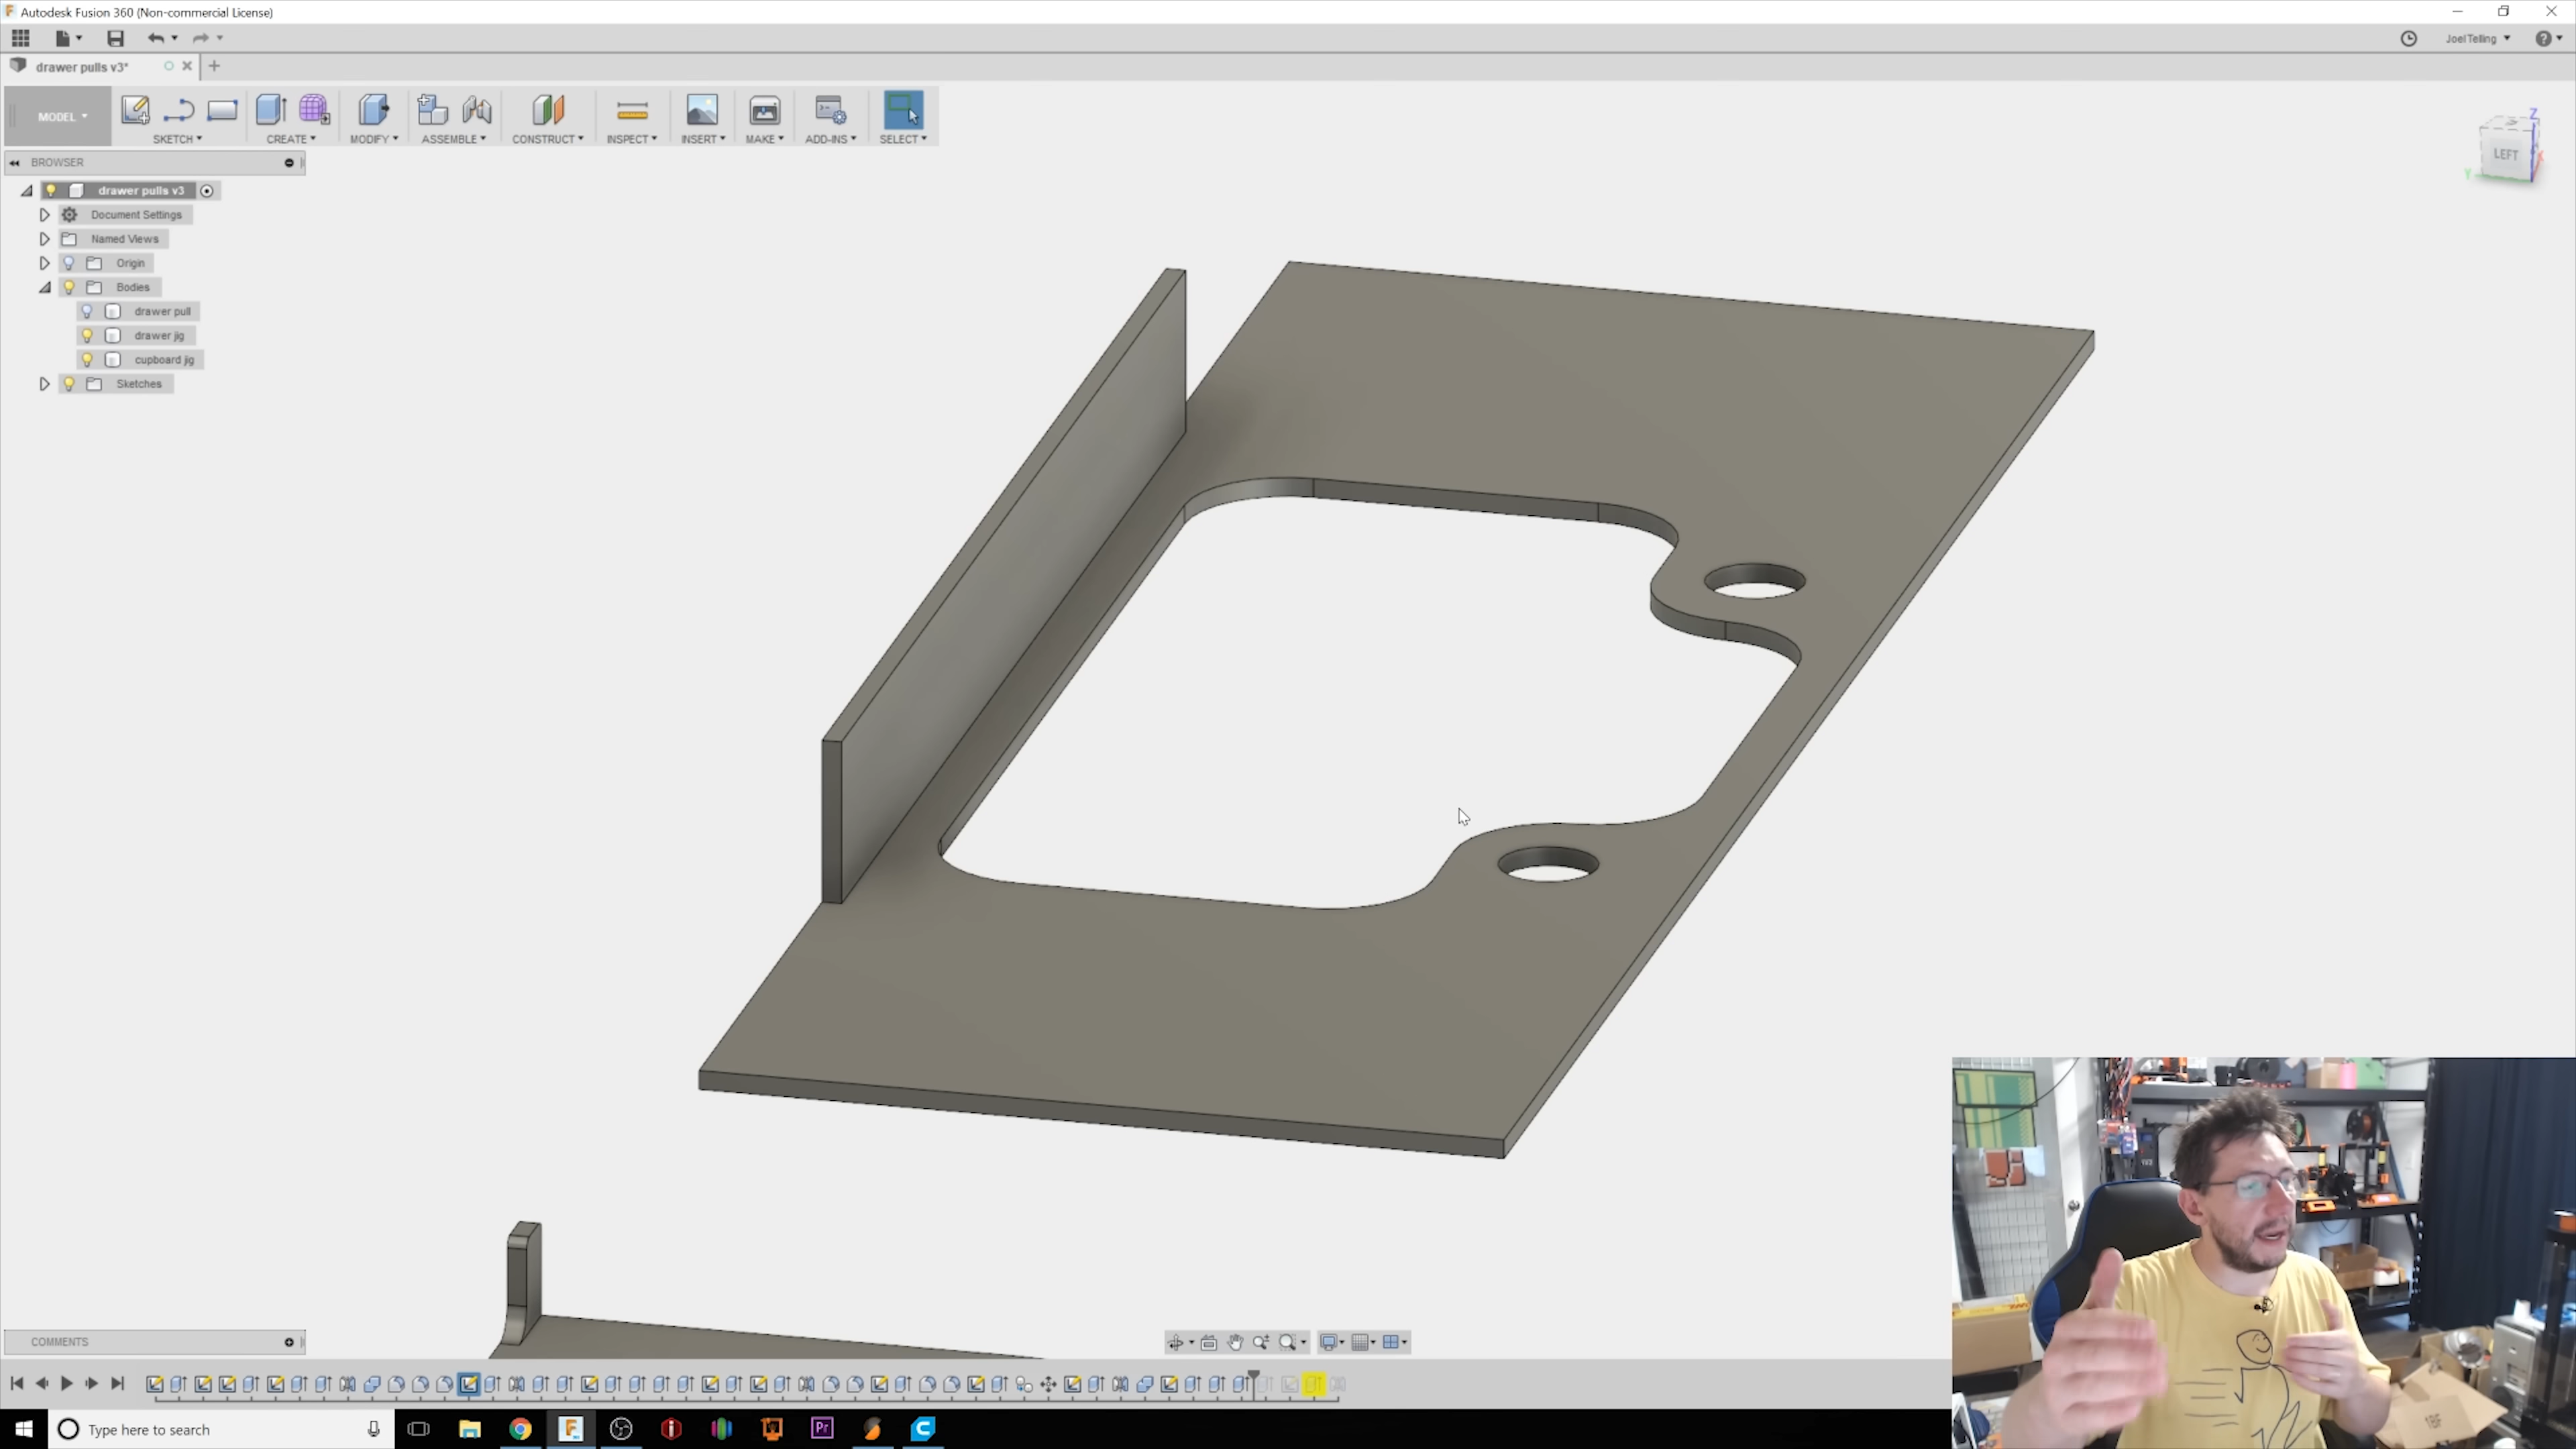 Autodesk Fusion 360 (Non-commercial License)
JoelTelling
drawer pulls v3*
MODEL
SKETCH CREATE MODIFY ASSEMBLE CONSTRUCT INSPECT INSERT MAKE ADD-INS SELECT
BROWSER
drawer pulls v3
Document Settings
Named Views
Origin
Bodies
drawer pull
drawer jig
cupboard jig
Sketches
Z
LEFT
Y
COMMENTS
Type here to search
Pr